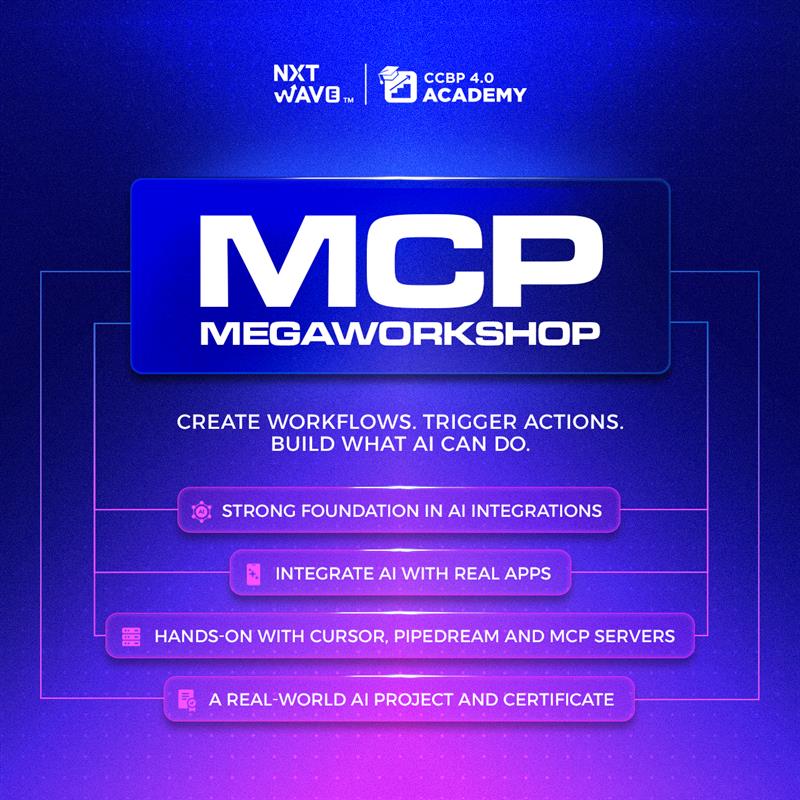 NXT
WAVE™
CCBP 4.0
ACADEMY
MCP
MEGAWORKSHOP
CREATE WORKFLOWS. TRIGGER ACTIONS.
BUILD WHAT AI CAN DO.
AI STRONG FOUNDATION IN AI INTEGRATIONS
INTEGRATE AI WITH REAL APPS
HANDS-ON WITH CURSOR, PIPEDREAM AND MCP SERVERS
A REAL-WORLD AI PROJECT AND CERTIFICATE